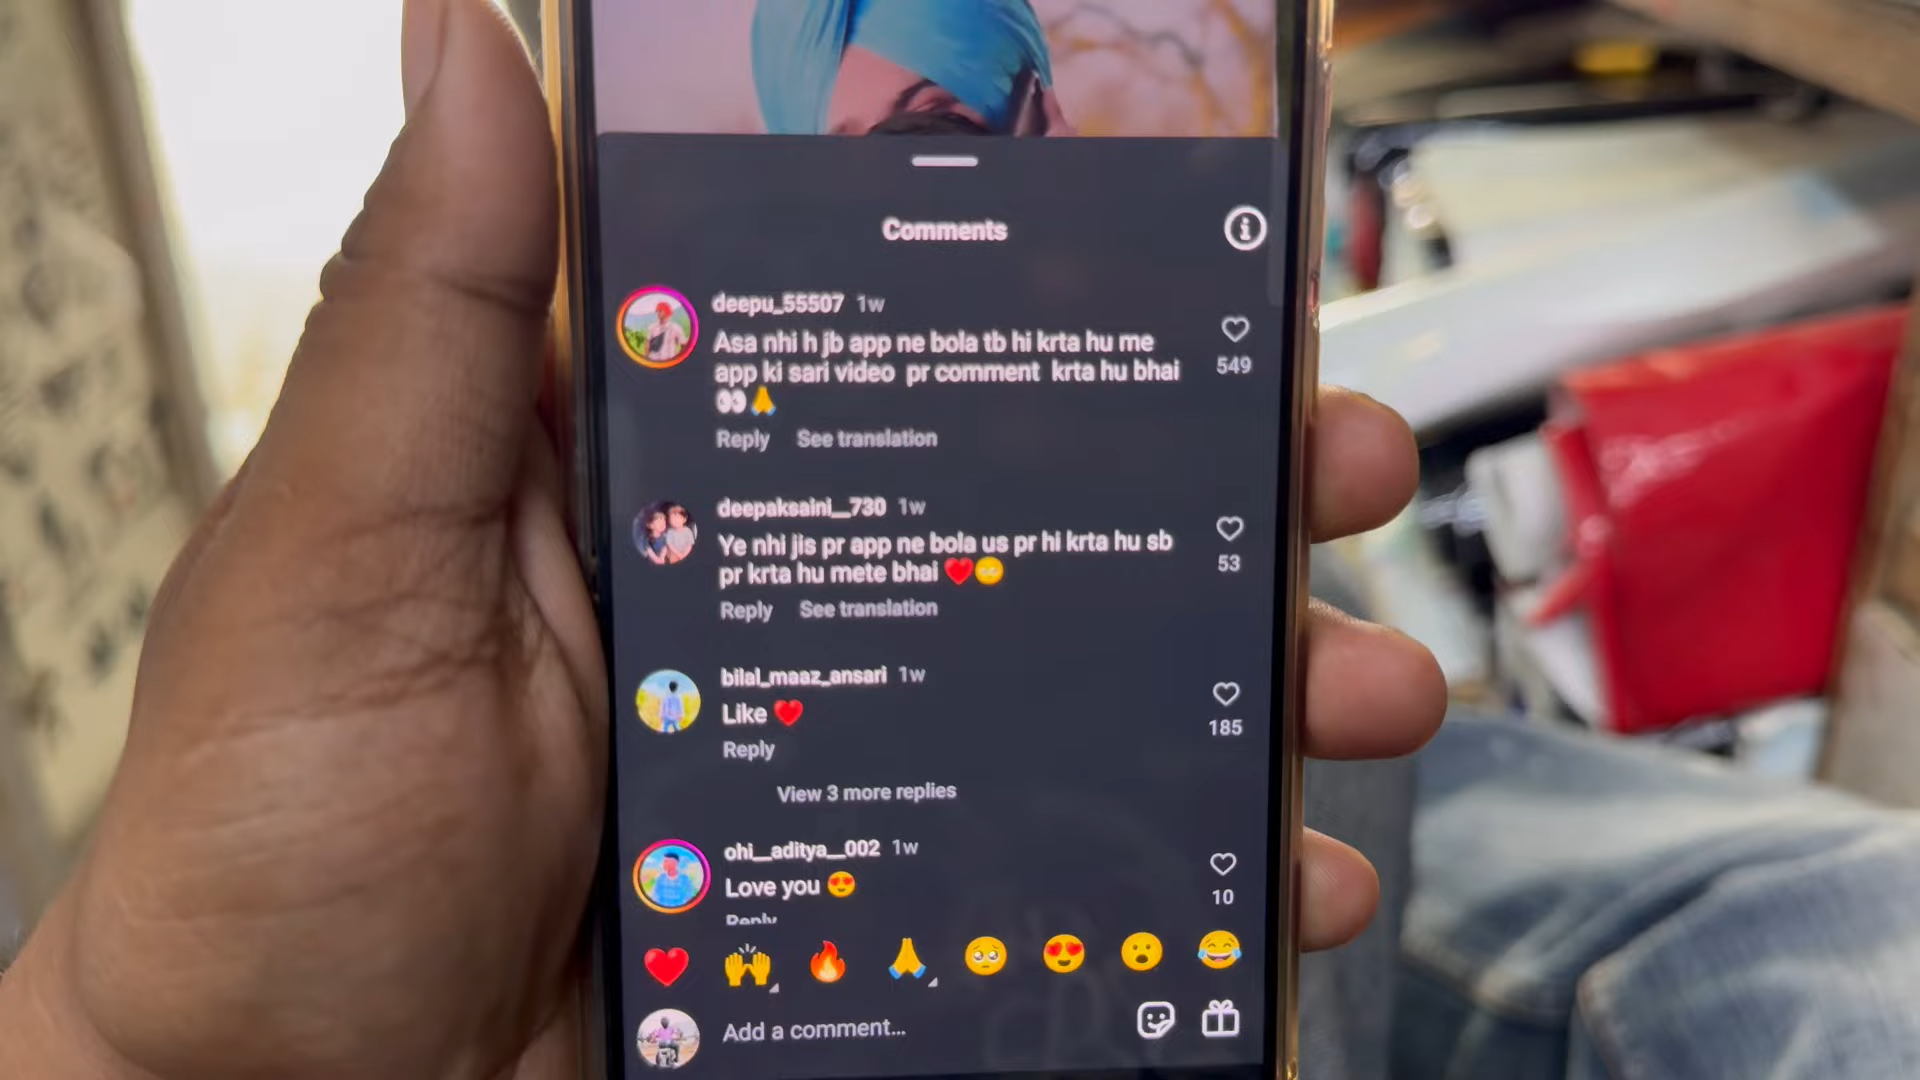 Comments
deepu_55507 1w
Asa nhi h jb app ne bola tb hi krta hu me
app ki sari video pr comment krta hu bhai
👀🙏
549
Reply See translation
deepaksaini__730 1w
Ye nhi jis pr app ne bola us pr hi krta hu sb
pr krta hu mete bhai ❤️🥺
53
Reply See translation
bilal_maaz_ansari 1w
Like ❤️
185
Reply
View 3 more replies
ohi__aditya__002 1w
Love you 😍
10
Reply
❤️🙌🔥🙏🥺😍😮😂
Add a comment...